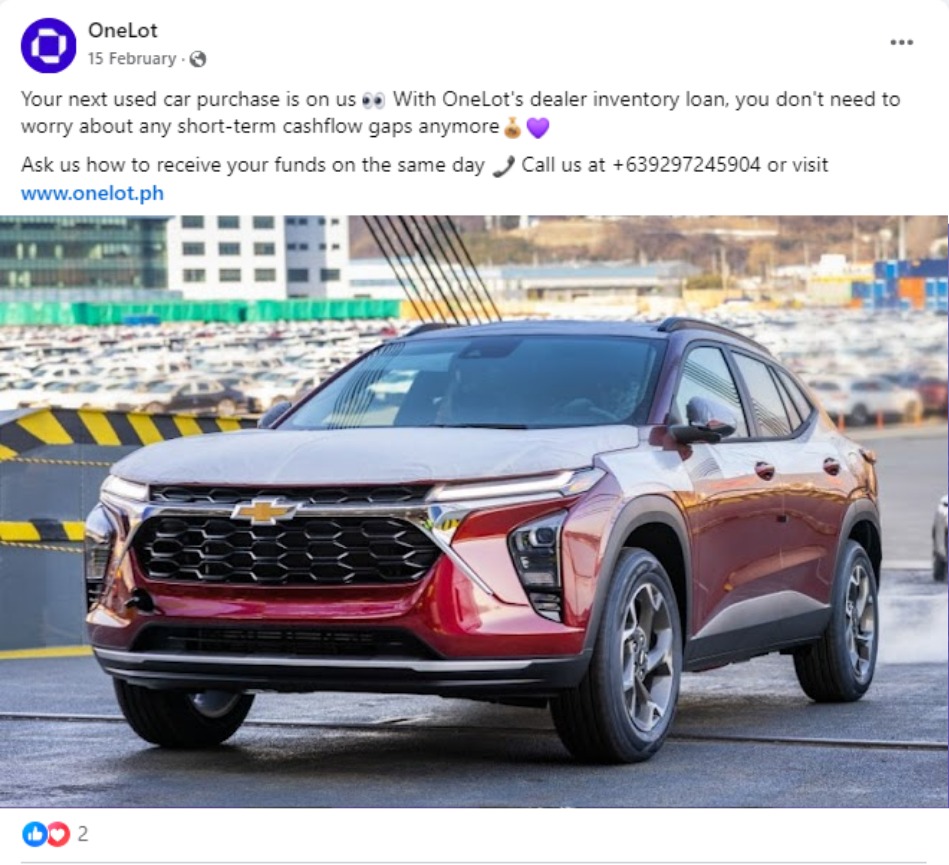 OneLot
15 February ·
Your next used car purchase is on us 👀 With OneLot's dealer inventory loan, you don't need to
worry about any short-term cashflow gaps anymore💰💜
Ask us how to receive your funds on the same day 📞 Call us at +639297245904 or visit
www.onelot.ph
2